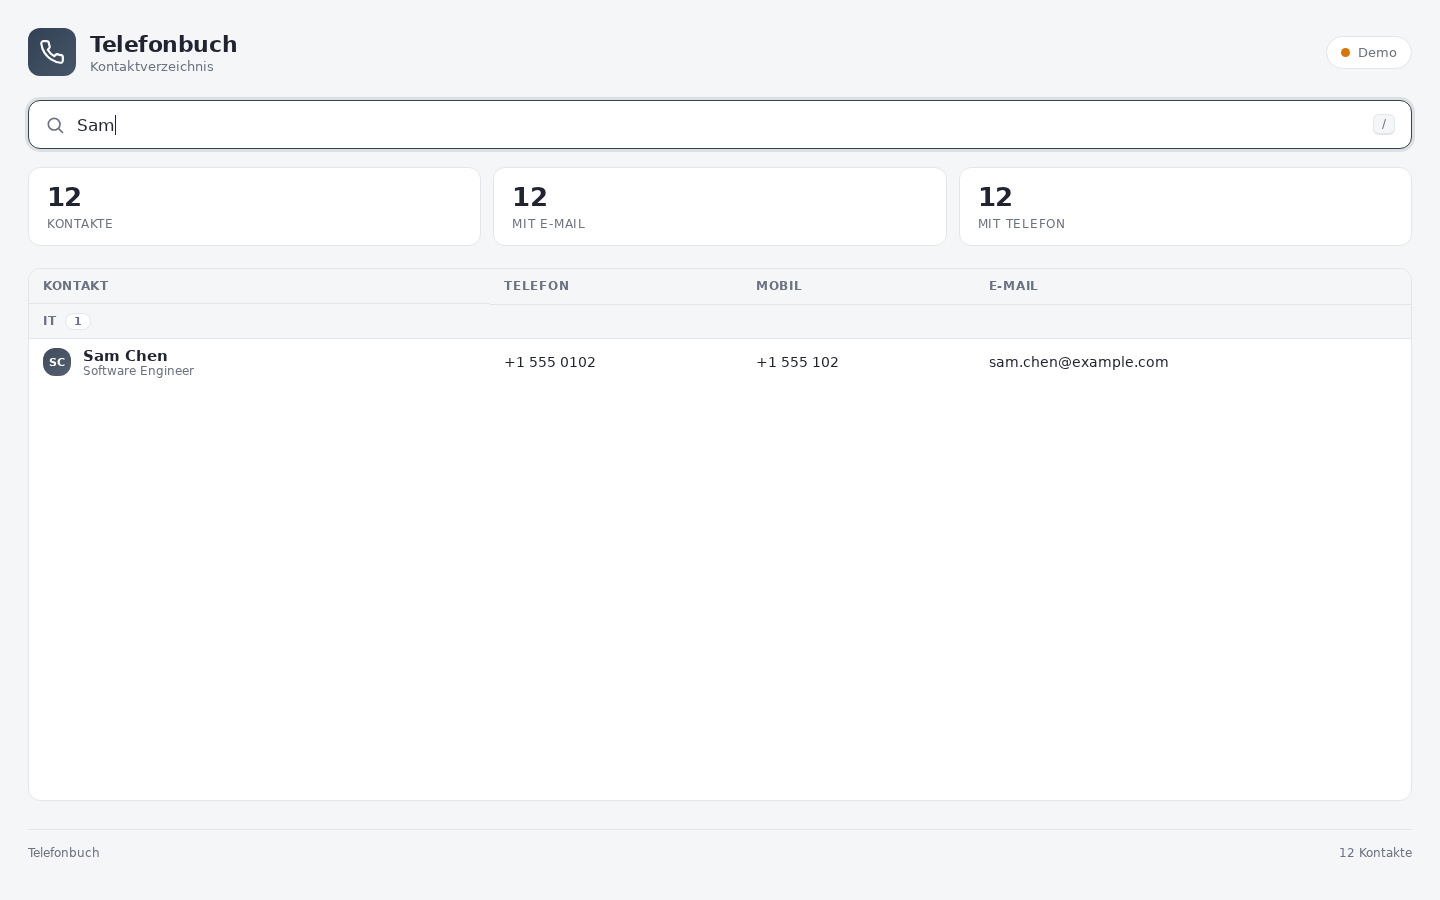 Telefonbuch
Kontaktverzeichnis
Demo
Sam
/
12
KONTAKTE
12
MIT E-MAIL
12
MIT TELEFON
KONTAKT TELEFON MOBIL E-MAIL
IT 1
SC
Sam Chen
Software Engineer
+1 555 0102
+1 555 102
sam.chen@example.com
Telefonbuch
12 Kontakte